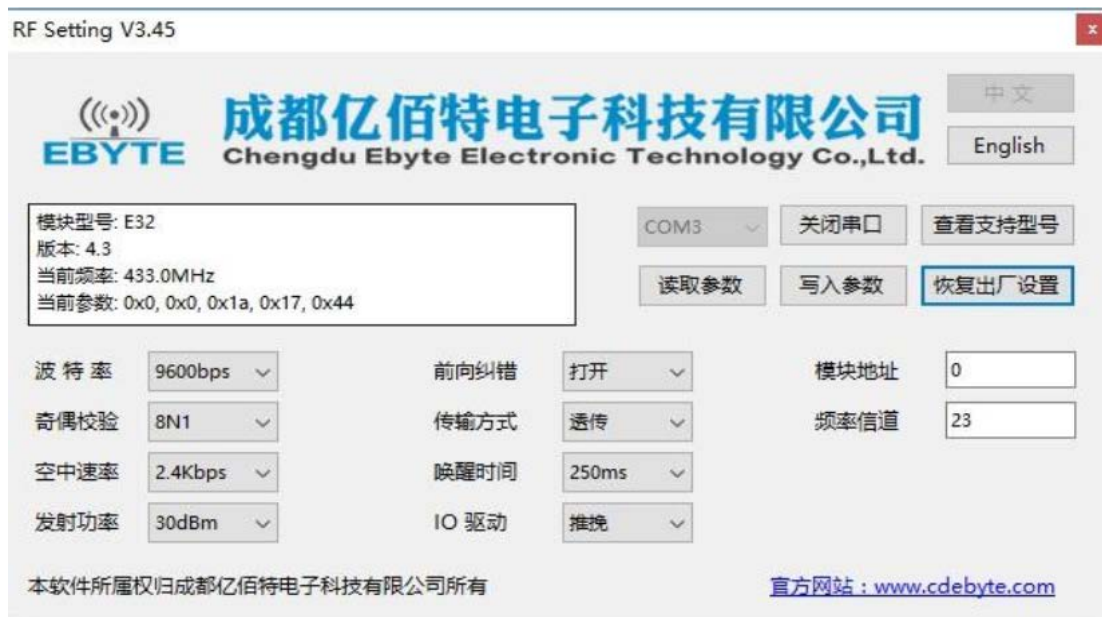 RF Setting V3.45
x
EBYTE
成都亿佰特电子科技有限公司
Chengdu Ebyte Electronic Technology Co.,Ltd.
中文
English
模块型号: E32
版本: 4.3
当前频率: 433.0MHz
当前参数: 0x0, 0x0, 0x1a, 0x17, 0x44
COM3 关闭串口 查看支持型号
读取参数 写入参数 恢复出厂设置
波特率 9600bps 前向纠错 打开 模块地址 0
奇偶校验 8N1 传输方式 透传 频率信道 23
空中速率 2.4Kbps 唤醒时间 250ms
发射功率 30dBm IO 驱动 推挽
本软件所属权归成都亿佰特电子科技有限公司所有 官方网站：www.cdebyte.com